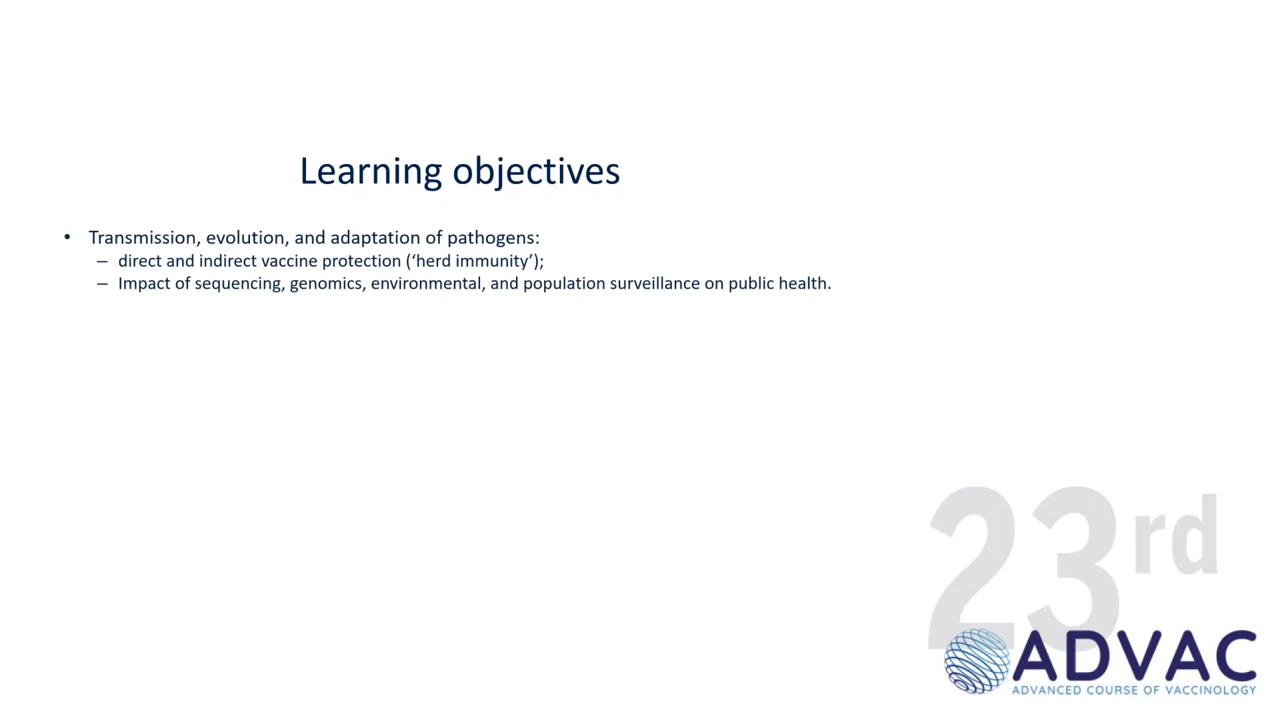 Learning objectives
• Transmission, evolution, and adaptation of pathogens:
– direct and indirect vaccine protection (‘herd immunity’);
– Impact of sequencing, genomics, environmental, and population surveillance on public health.
23rd
ADVAC
ADVANCED COURSE OF VACCINOLOGY